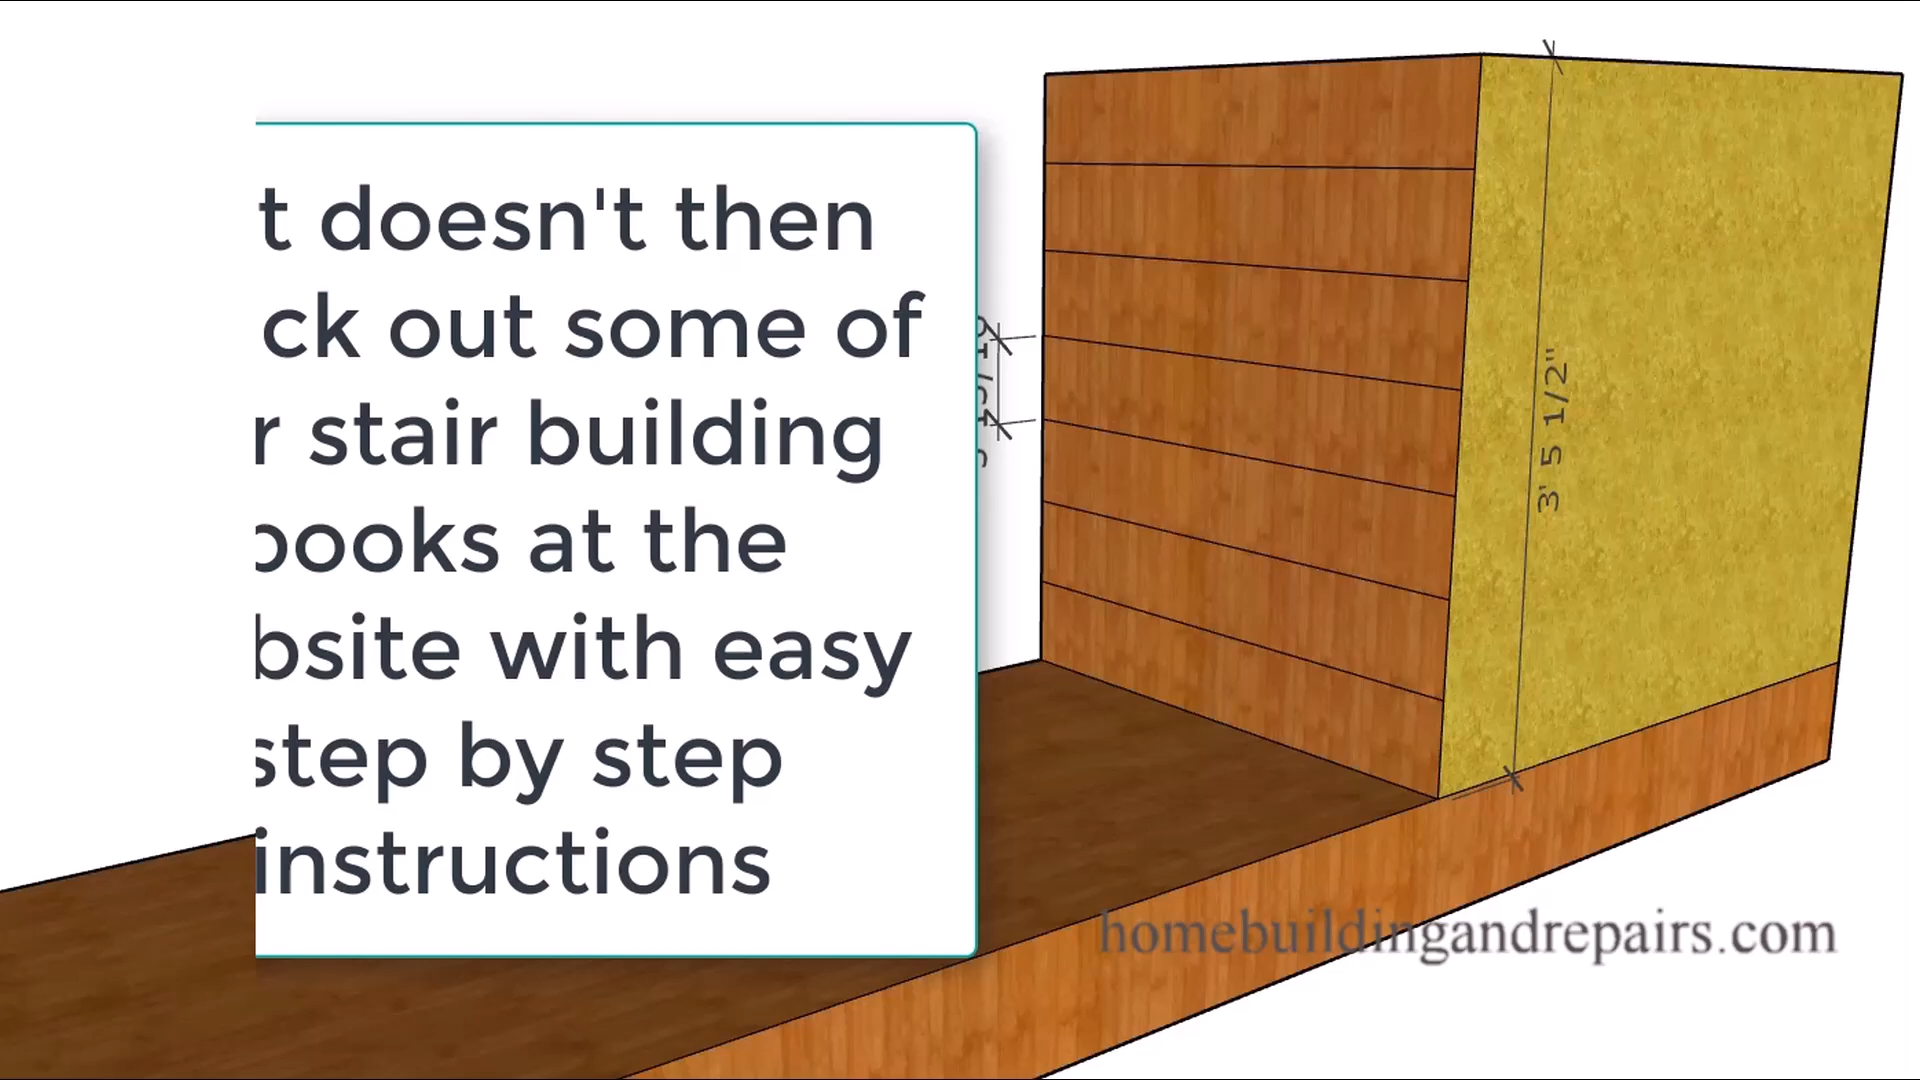 t doesn't then
ck out some of
r stair building
books at the
bsite with easy
step by step
instructions
3' 5 1/2"
homebuildingandrepairs.com